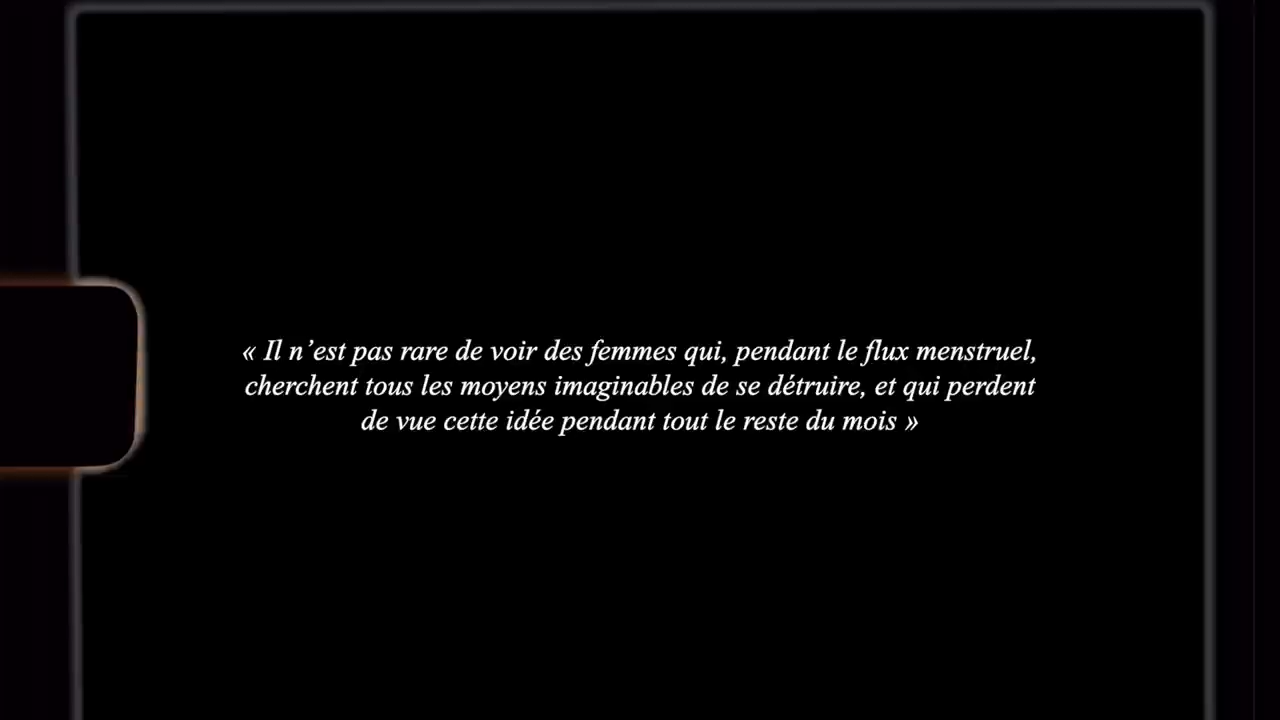 « Il n’est pas rare de voir des femmes qui, pendant le flux menstruel,
cherchent tous les moyens imaginables de se détruire, et qui perdent
de vue cette idée pendant tout le reste du mois »